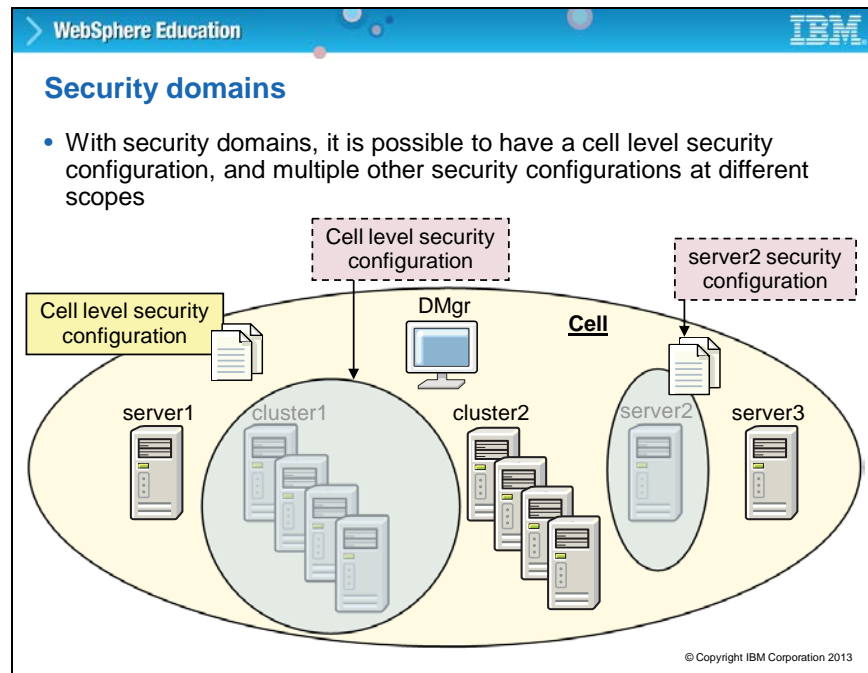 WebSphere Education
IBM
Security domains
• With security domains, it is possible to have a cell level security
configuration, and multiple other security configurations at different
scopes
Cell level security
configuration
server2 security
configuration
Cell level security
configuration
DMgr
Cell
server1
cluster1
cluster2
server2
server3
© Copyright IBM Corporation 2013